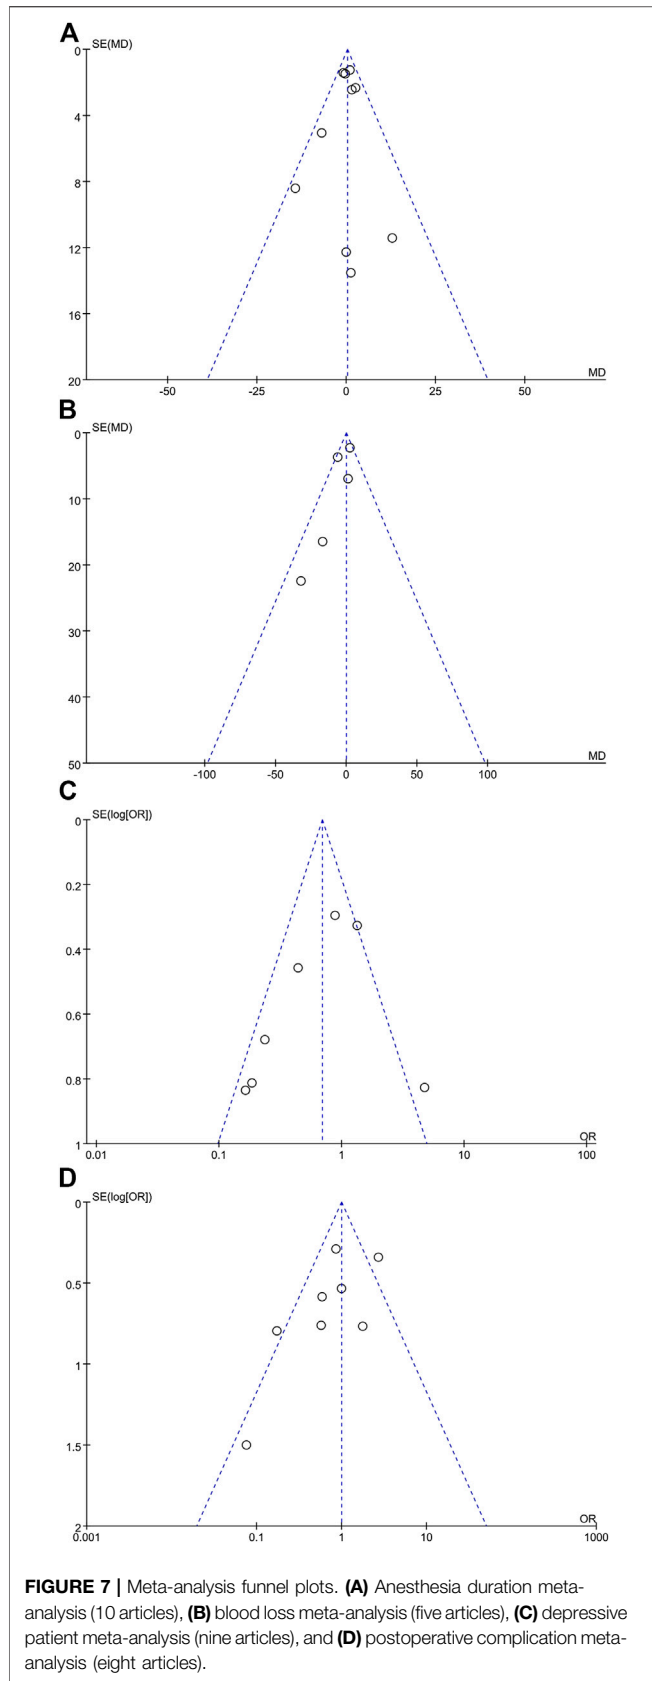 A
SE(MD)
0
4
8
12
16
20
-50 -25 0 25 50
MD
B
SE(MD)
0
10
20
30
40
50
-100 -50 0 50 100
MD
C
SE(log[OR])
0
0.2
0.4
0.6
0.8
1
0.01 0.1 1 10 100
OR
D
SE(log[OR])
0
0.5
1
1.5
2
0.001 0.1 1 10 1000
OR
FIGURE 7 | Meta-analysis funnel plots. (A) Anesthesia duration meta-
analysis (10 articles), (B) blood loss meta-analysis (five articles), (C) depressive
patient meta-analysis (nine articles), and (D) postoperative complication meta-
analysis (eight articles).